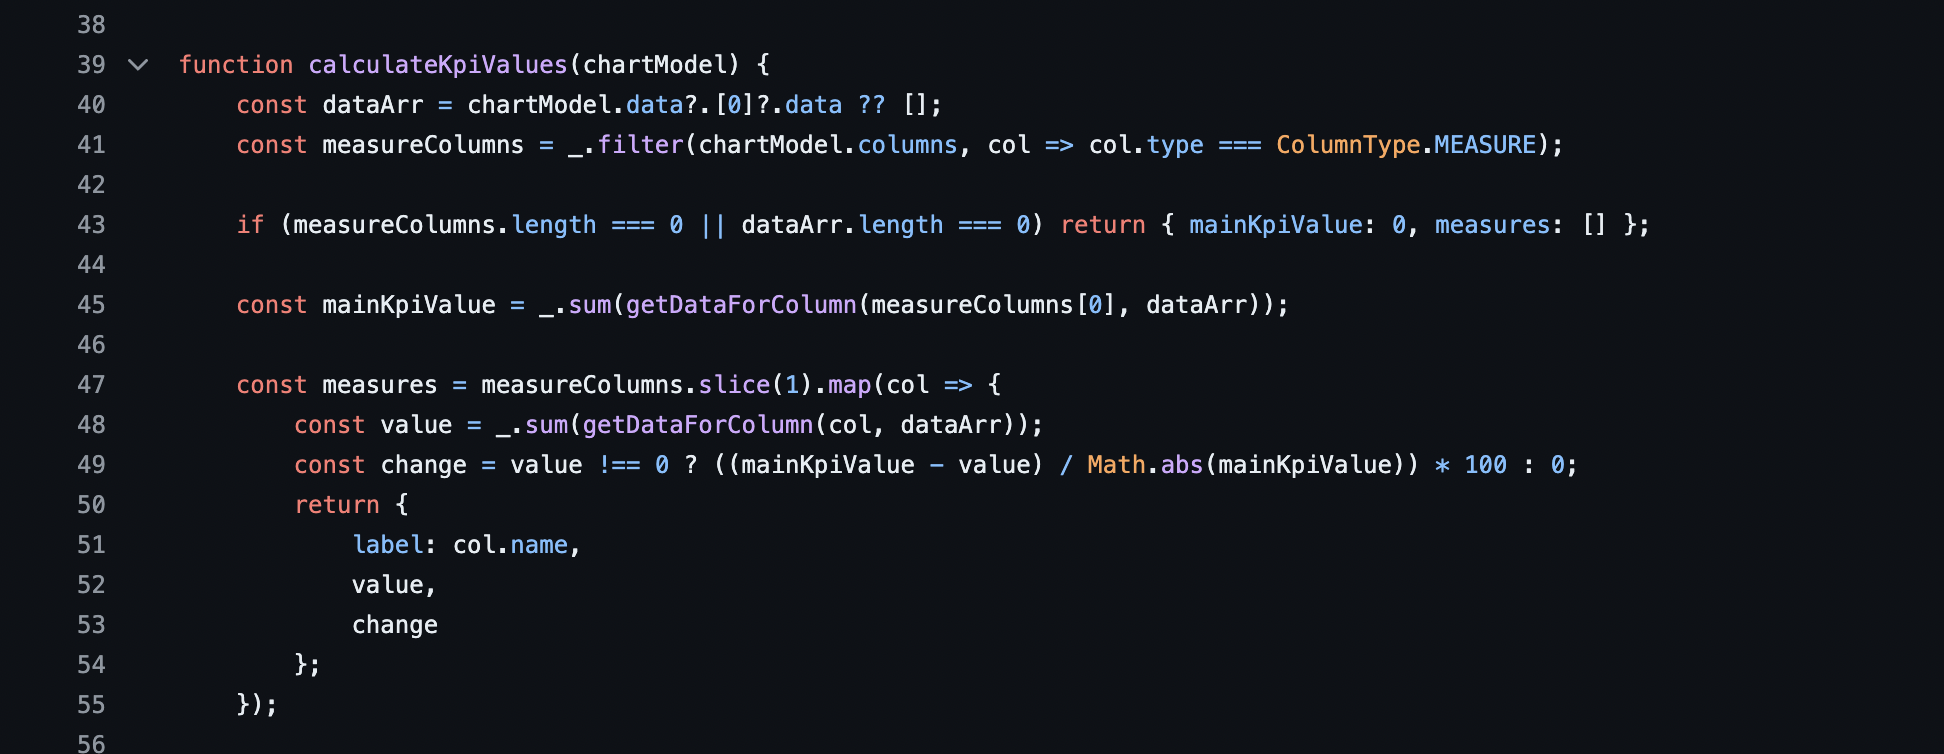 38
39 function calculateKpiValues(chartModel) {
40     const dataArr = chartModel.data?.[0]?.data ?? [];
41     const measureColumns = _.filter(chartModel.columns, col => col.type === ColumnType.MEASURE);
42
43     if (measureColumns.length === 0 || dataArr.length === 0) return { mainKpiValue: 0, measures: [] };
44
45     const mainKpiValue = _.sum(getDataForColumn(measureColumns[0], dataArr));
46
47     const measures = measureColumns.slice(1).map(col => {
48         const value = _.sum(getDataForColumn(col, dataArr));
49         const change = value !== 0 ? ((mainKpiValue - value) / Math.abs(mainKpiValue)) * 100 : 0;
50         return {
51             label: col.name,
52             value,
53             change
54         };
55     });
56